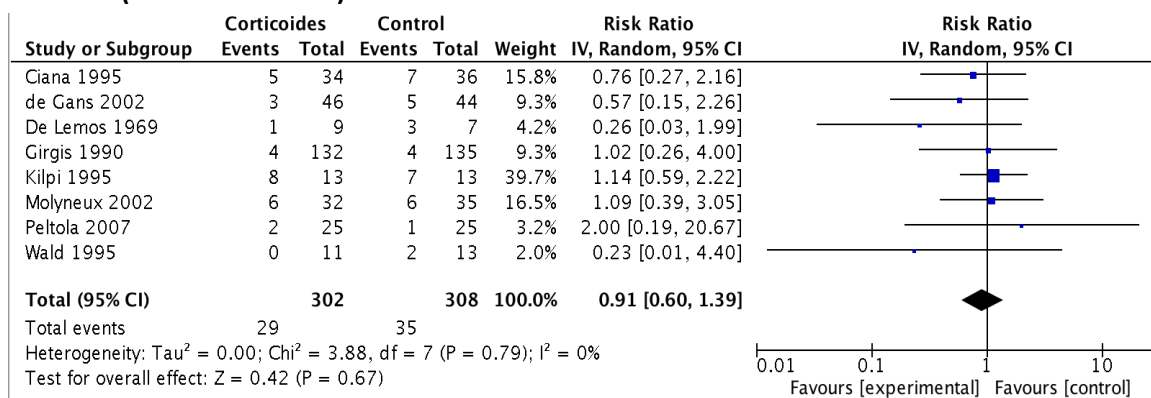 Corticoides Control Risk Ratio Risk Ratio
Study or Subgroup Events Total Events Total Weight IV, Random, 95% CI IV, Random, 95% CI
Ciana 1995 5 34 7 36 15.8% 0.76 [0.27, 2.16]
de Gans 2002 3 46 5 44 9.3% 0.57 [0.15, 2.26]
De Lemos 1969 1 9 3 7 4.2% 0.26 [0.03, 1.99]
Girgis 1990 4 132 4 135 9.3% 1.02 [0.26, 4.00]
Kilpi 1995 8 13 7 13 39.7% 1.14 [0.59, 2.22]
Molyneux 2002 6 32 6 35 16.5% 1.09 [0.39, 3.05]
Peltola 2007 2 25 1 25 3.2% 2.00 [0.19, 20.67]
Wald 1995 0 11 2 13 2.0% 0.23 [0.01, 4.40]
Total (95% CI) 302 308 100.0% 0.91 [0.60, 1.39]
Total events 29 35
Heterogeneity: Tau² = 0.00; Chi² = 3.88, df = 7 (P = 0.79); I² = 0%
Test for overall effect: Z = 0.42 (P = 0.67)
0.01 0.1 1 10
Favours [experimental] Favours [control]